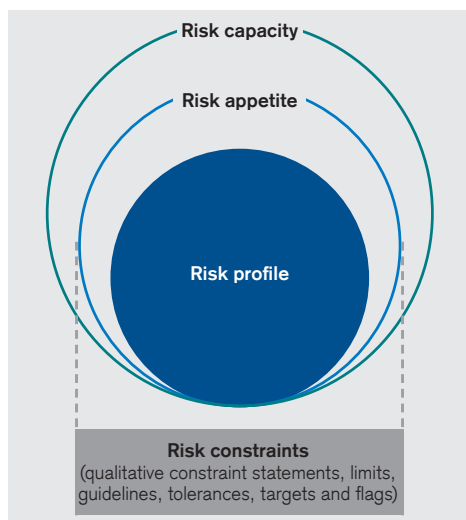 Risk capacity
Risk appetite
Risk profile
Risk constraints
(qualitative constraint statements, limits,
guidelines, tolerances, targets and flags)